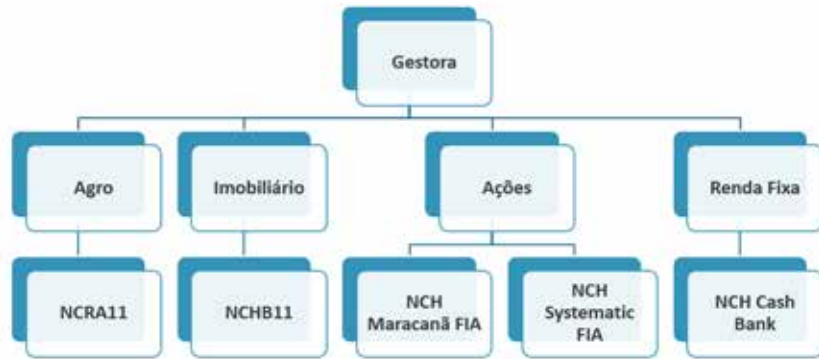 Gestora
Agro
Imobiliário
Ações
Renda Fixa
NCRA11
NCHB11
NCH
Maracanã FIA
NCH
Systematic
FIA
NCH Cash
Bank